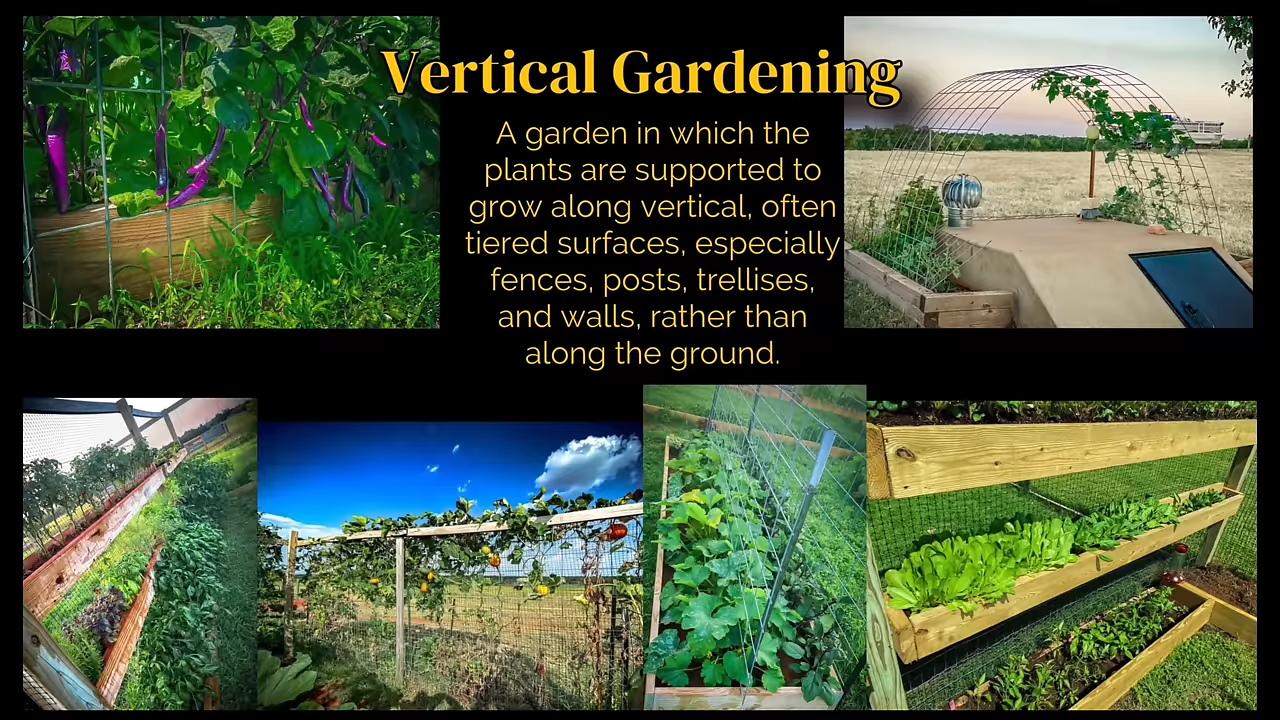 Vertical Gardening
A garden in which the
plants are supported to
grow along vertical, often
tiered surfaces, especially
fences, posts, trellises,
and walls, rather than
along the ground.